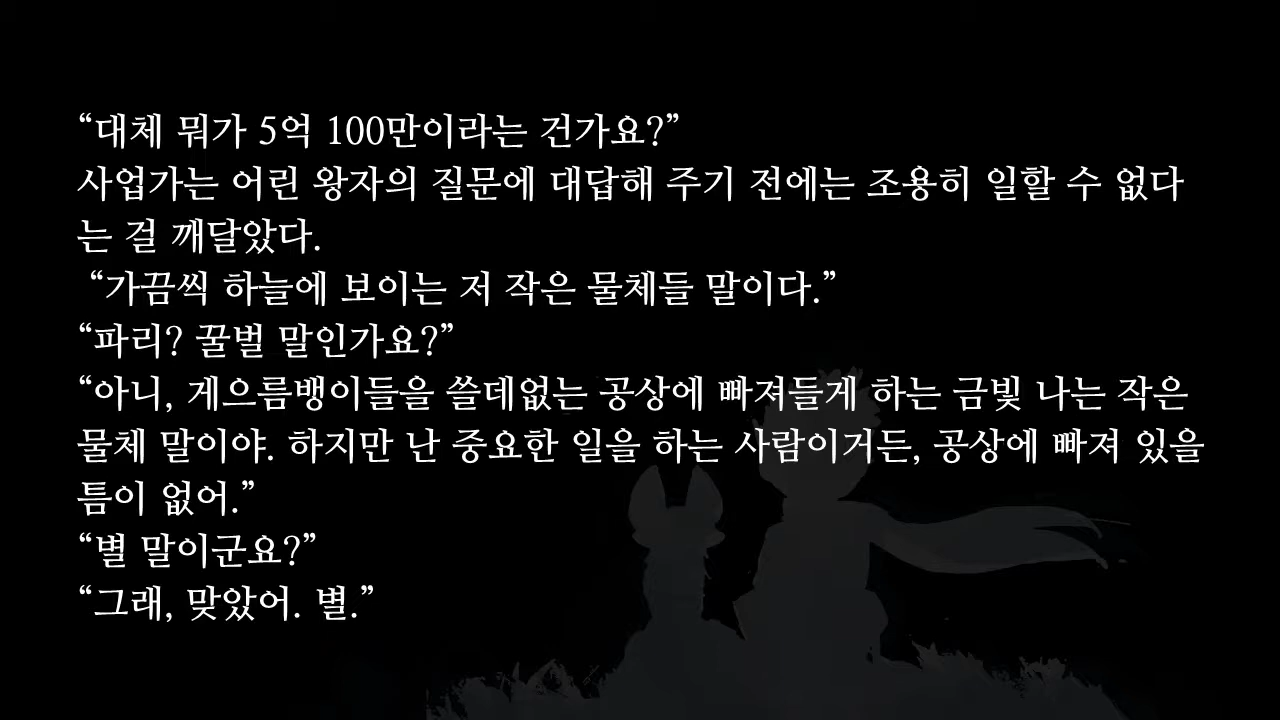 “대체 뭐가 5억 100만이라는 건가요?”
사업가는 어린 왕자의 질문에 대답해 주기 전에는 조용히 일할 수 없다
는 걸 깨달았다.
“가끔씩 하늘에 보이는 저 작은 물체들 말이다.”
“파리? 꿀벌 말인가요?”
“아니, 게으름뱅이들을 쓸데없는 공상에 빠져들게 하는 금빛 나는 작은
물체 말이야. 하지만 난 중요한 일을 하는 사람이거든, 공상에 빠져 있을
틈이 없어.”
“별 말이군요?”
“그래, 맞았어. 별.”